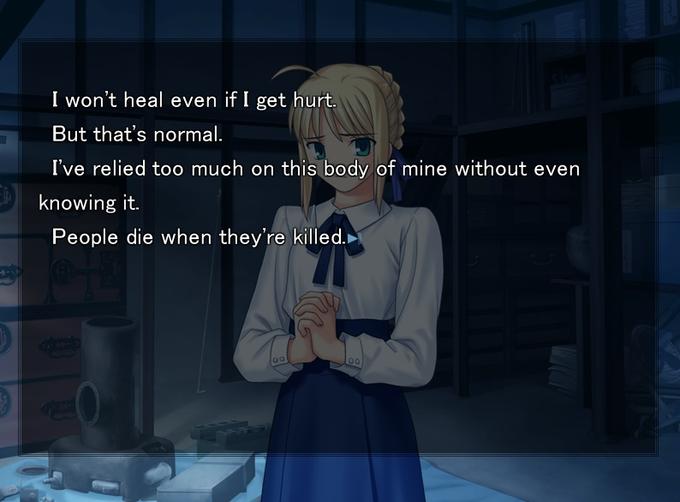 I won't heal even if I get hurt.
But that's normal.
I've relied too much on this body of mine without even
knowing it.
People die when they're killed.